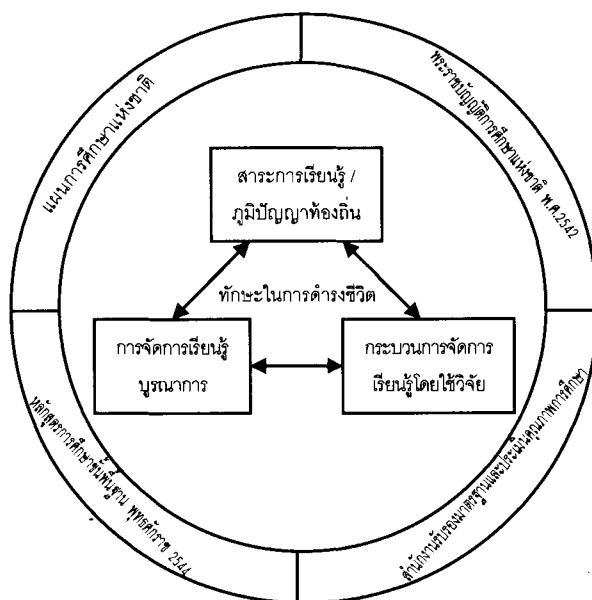 แผนการศึกษาแห่งชาติ
พระราชบัญญัติการศึกษาแห่งชาติ พ.ศ.2542
สาระการเรียนรู้ /
ภูมิปัญญาท้องถิ่น
ทักษะในการดำรงชีวิต
การจัดการเรียนรู้
บูรณาการ
กระบวนการจัดการ
เรียนรู้โดยใช้วิจัย
หลักสูตรการศึกษาขั้นพื้นฐาน พุทธศักราช 2544
สำนักงานรับรองมาตรฐานและประเมินคุณภาพการศึกษา